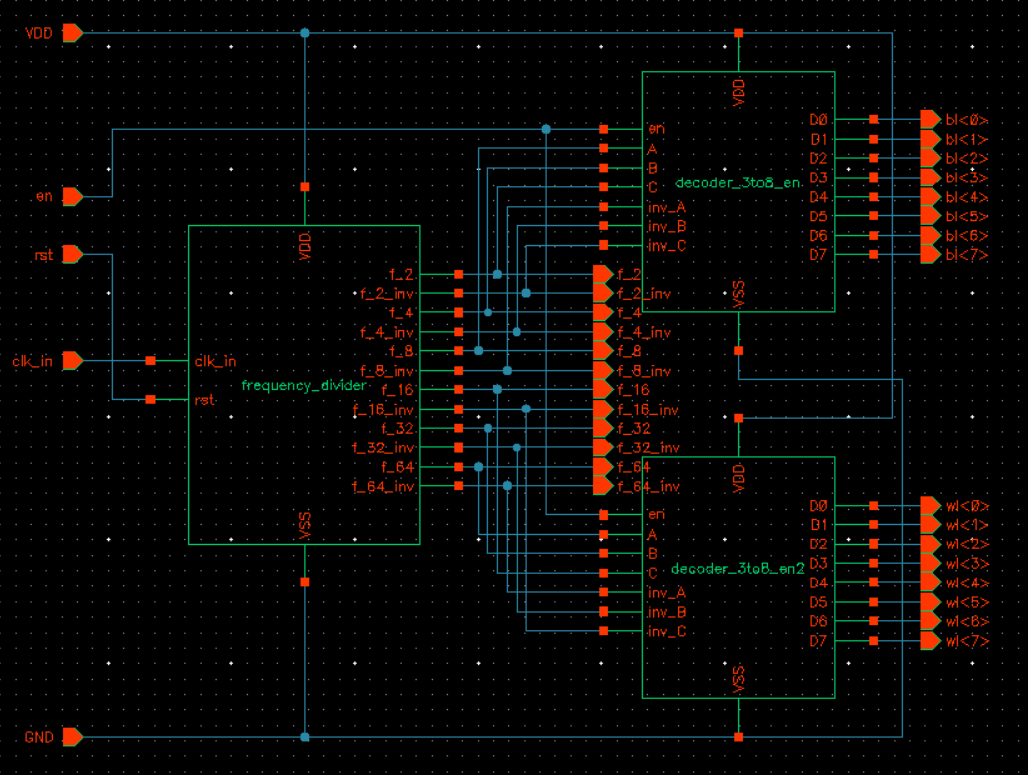 VDD
en
rst
clk_in
GND
VDD
clk_in
rst
frequency_divider
VSS
f_2
f_2_inv
f_4
f_4_inv
f_8
f_8_inv
f_16
f_16_inv
f_32
f_32_inv
f_64
f_64_inv
f_2
f_2_inv
f_4
f_4_inv
f_8
f_8_inv
f_16
f_16_inv
f_32
f_32_inv
f_64
f_64_inv
VDD
en
A
B
C
inv_A
inv_B
inv_C
decoder_3to8_en
VSS
D0
D1
D2
D3
D4
D5
D6
D7
bl<0>
bl<1>
bl<2>
bl<3>
bl<4>
bl<5>
bl<6>
bl<7>
VDD
en
A
B
C
inv_A
inv_B
inv_C
decoder_3to8_en2
VSS
D0
D1
D2
D3
D4
D5
D6
D7
wl<0>
wl<1>
wl<2>
wl<3>
wl<4>
wl<5>
wl<6>
wl<7>